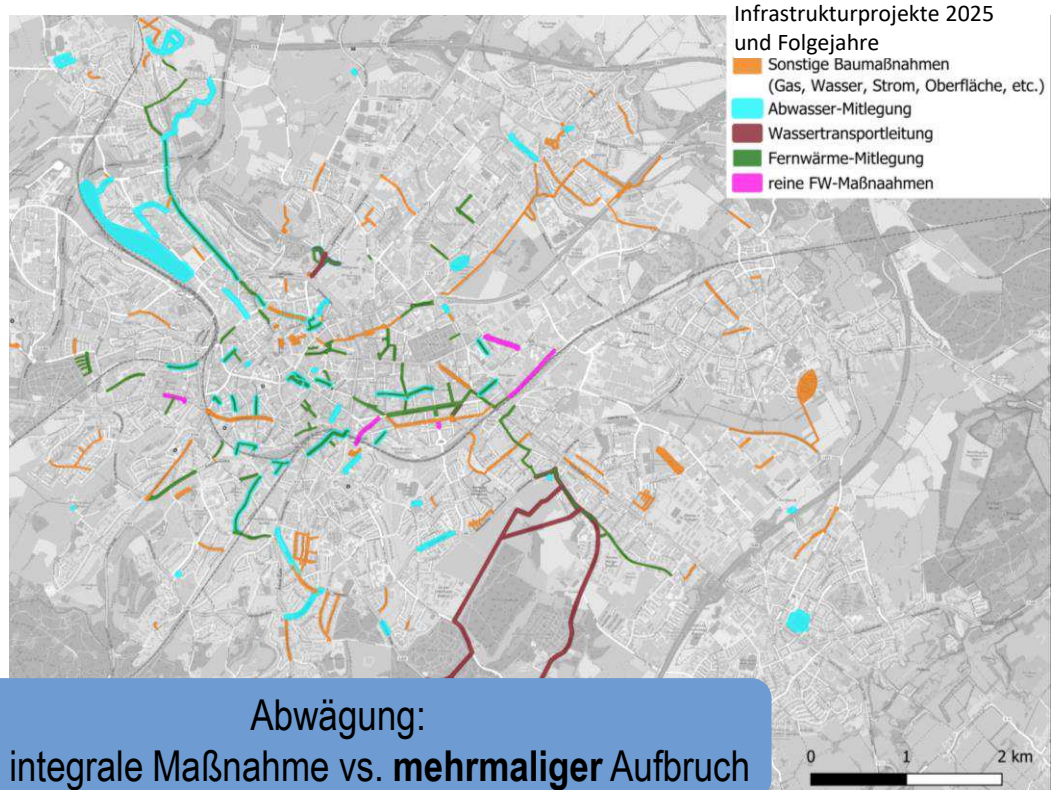 Infrastrukturprojekte 2025
und Folgejahre
Sonstige Baumaßnahmen
(Gas, Wasser, Strom, Oberfläche, etc.)
Abwasser-Mitlegung
Wassertransportleitung
Fernwärme-Mitlegung
reine FW-Maßnaahmen
Abwägung:
integrale Maßnahme vs. mehrmaliger Aufbruch
0 1 2 km